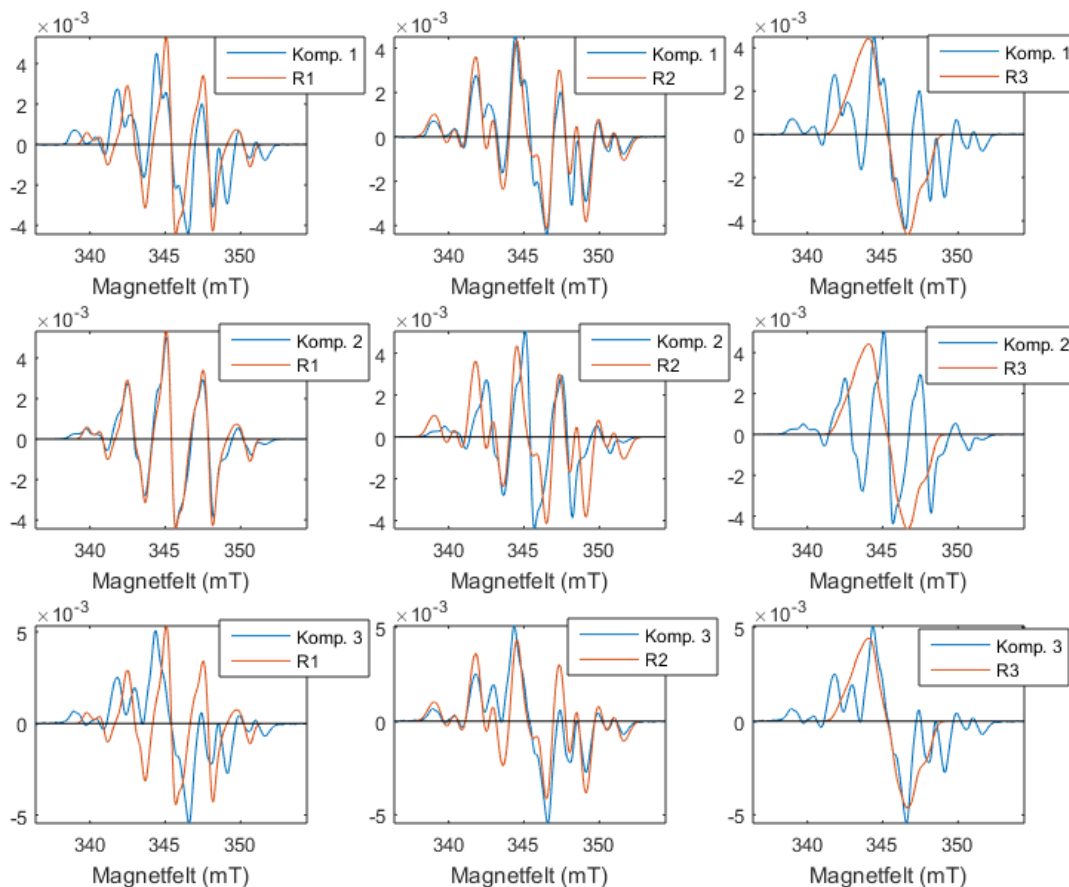 ×10⁻³ ×10⁻³ ×10⁻³
Komp. 1 Komp. 1 Komp. 1
R1 R2 R3
4 4 4
2 2 2
0 0 0
-2 -2 -2
-4 -4 -4
340 345 350 340 345 350 340 345 350
Magnetfelt (mT) Magnetfelt (mT) Magnetfelt (mT)
×10⁻³ ×10⁻³ ×10⁻³
Komp. 2 Komp. 2 Komp. 2
R1 R2 R3
4 4 4
2 2 2
0 0 0
-2 -2 -2
-4 -4 -4
340 345 350 340 345 350 340 345 350
Magnetfelt (mT) Magnetfelt (mT) Magnetfelt (mT)
×10⁻³ ×10⁻³ ×10⁻³
5 5 5
Komp. 3 Komp. 3 Komp. 3
R1 R2 R3
0 0 0
-5 -5 -5
340 345 350 340 345 350 340 345 350
Magnetfelt (mT) Magnetfelt (mT) Magnetfelt (mT)